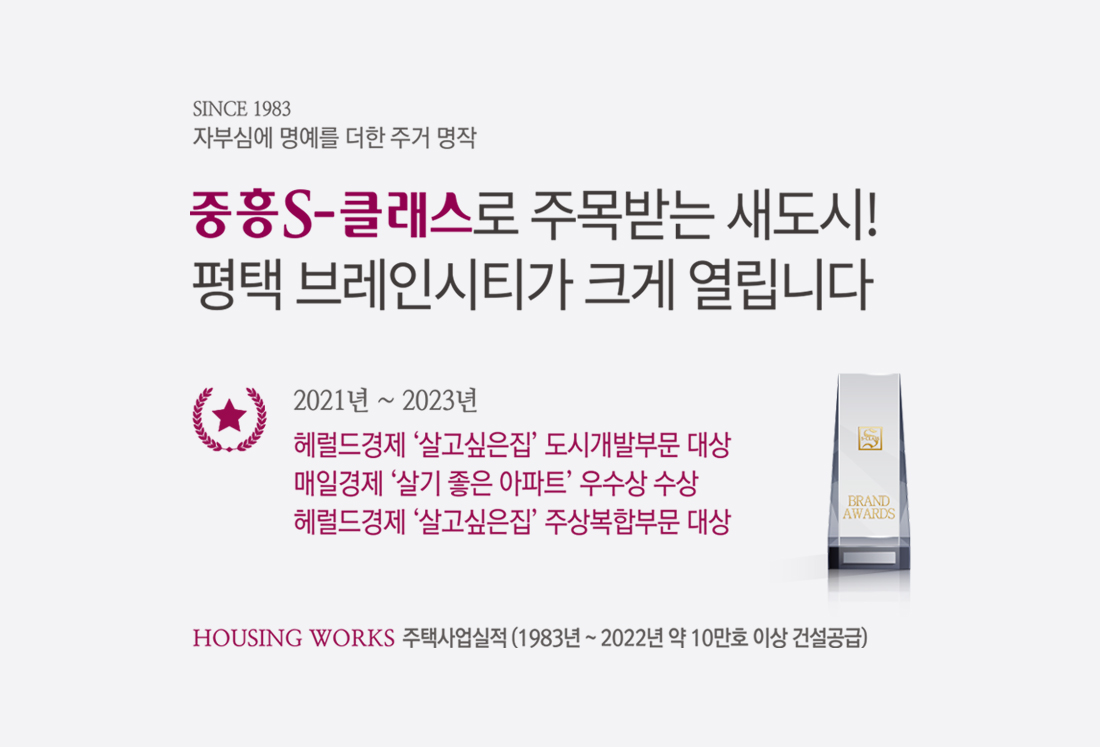 SINCE 1983
자부심에 명예를 더한 주거 명작
중흥S-클래스로 주목받는 새도시!
평택 브레인시티가 크게 열립니다
2021년 ~ 2023년
헤럴드경제 ‘살고싶은집’ 도시개발부문 대상
매일경제 ‘살기 좋은 아파트’ 우수상 수상
헤럴드경제 ‘살고싶은집’ 주상복합부문 대상
BRAND
AWARDS
HOUSING WORKS 주택사업실적 (1983년 ~ 2022년 약 10만호 이상 건설공급)